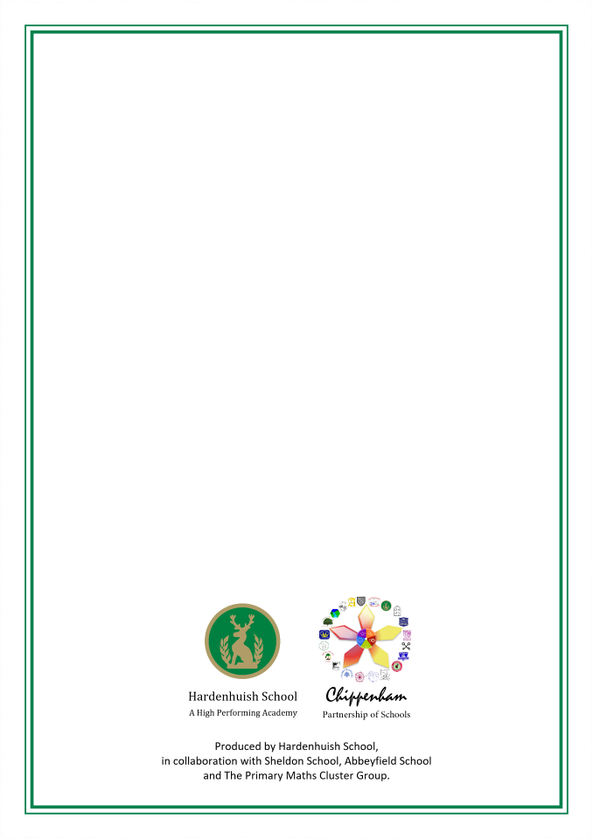 Hardenhuish School
A High Performing Academy
Chippenham
Partnership of Schools
Produced by Hardenhuish School,
in collaboration with Sheldon School, Abbeyfield School
and The Primary Maths Cluster Group.